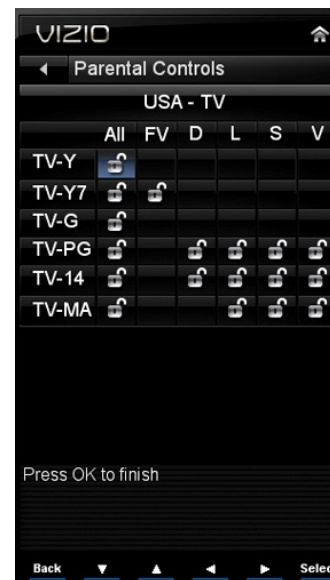 VIZIO
Parental Controls
USA - TV
All FV D L S V
TV-Y
TV-Y7
TV-G
TV-PG
TV-14
TV-MA
Press OK to finish
Back Select